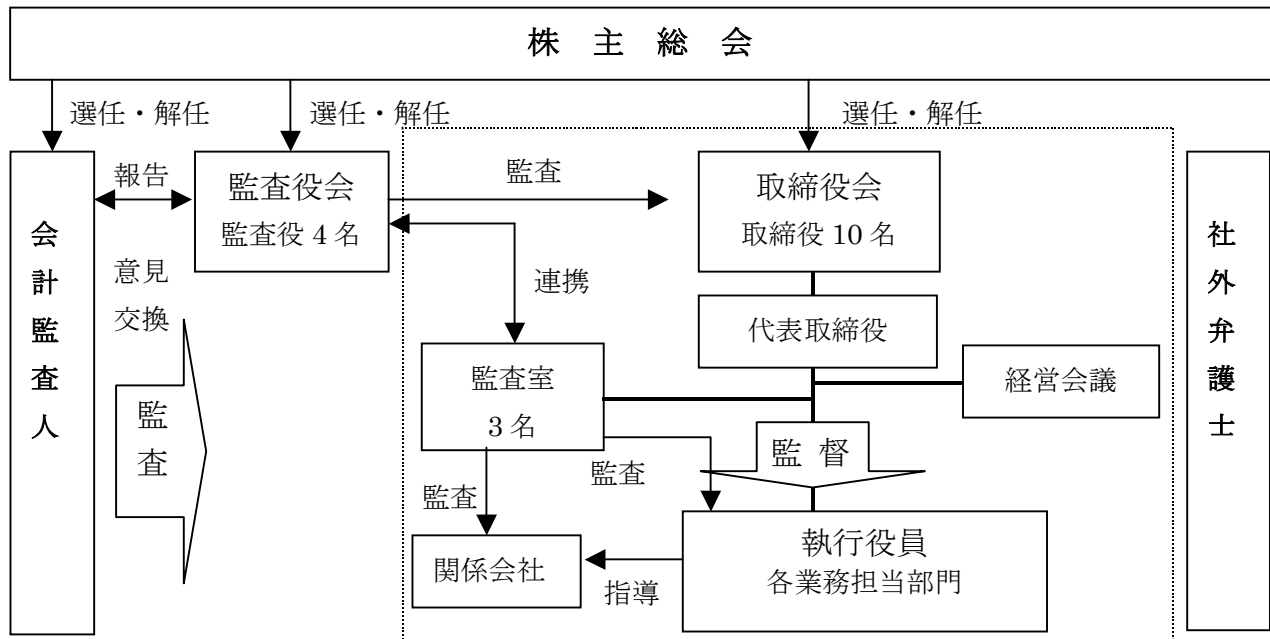 株 主 総 会
選任・解任
選任・解任
選任・解任
会計監査人
報告
意見
交換
監査
監査役会
監査役 4 名
監査
連携
取締役会
取締役 10 名
代表取締役
経営会議
監査室
3 名
監 督
監査
監査
関係会社
指導
執行役員
各業務担当部門
社外弁護士